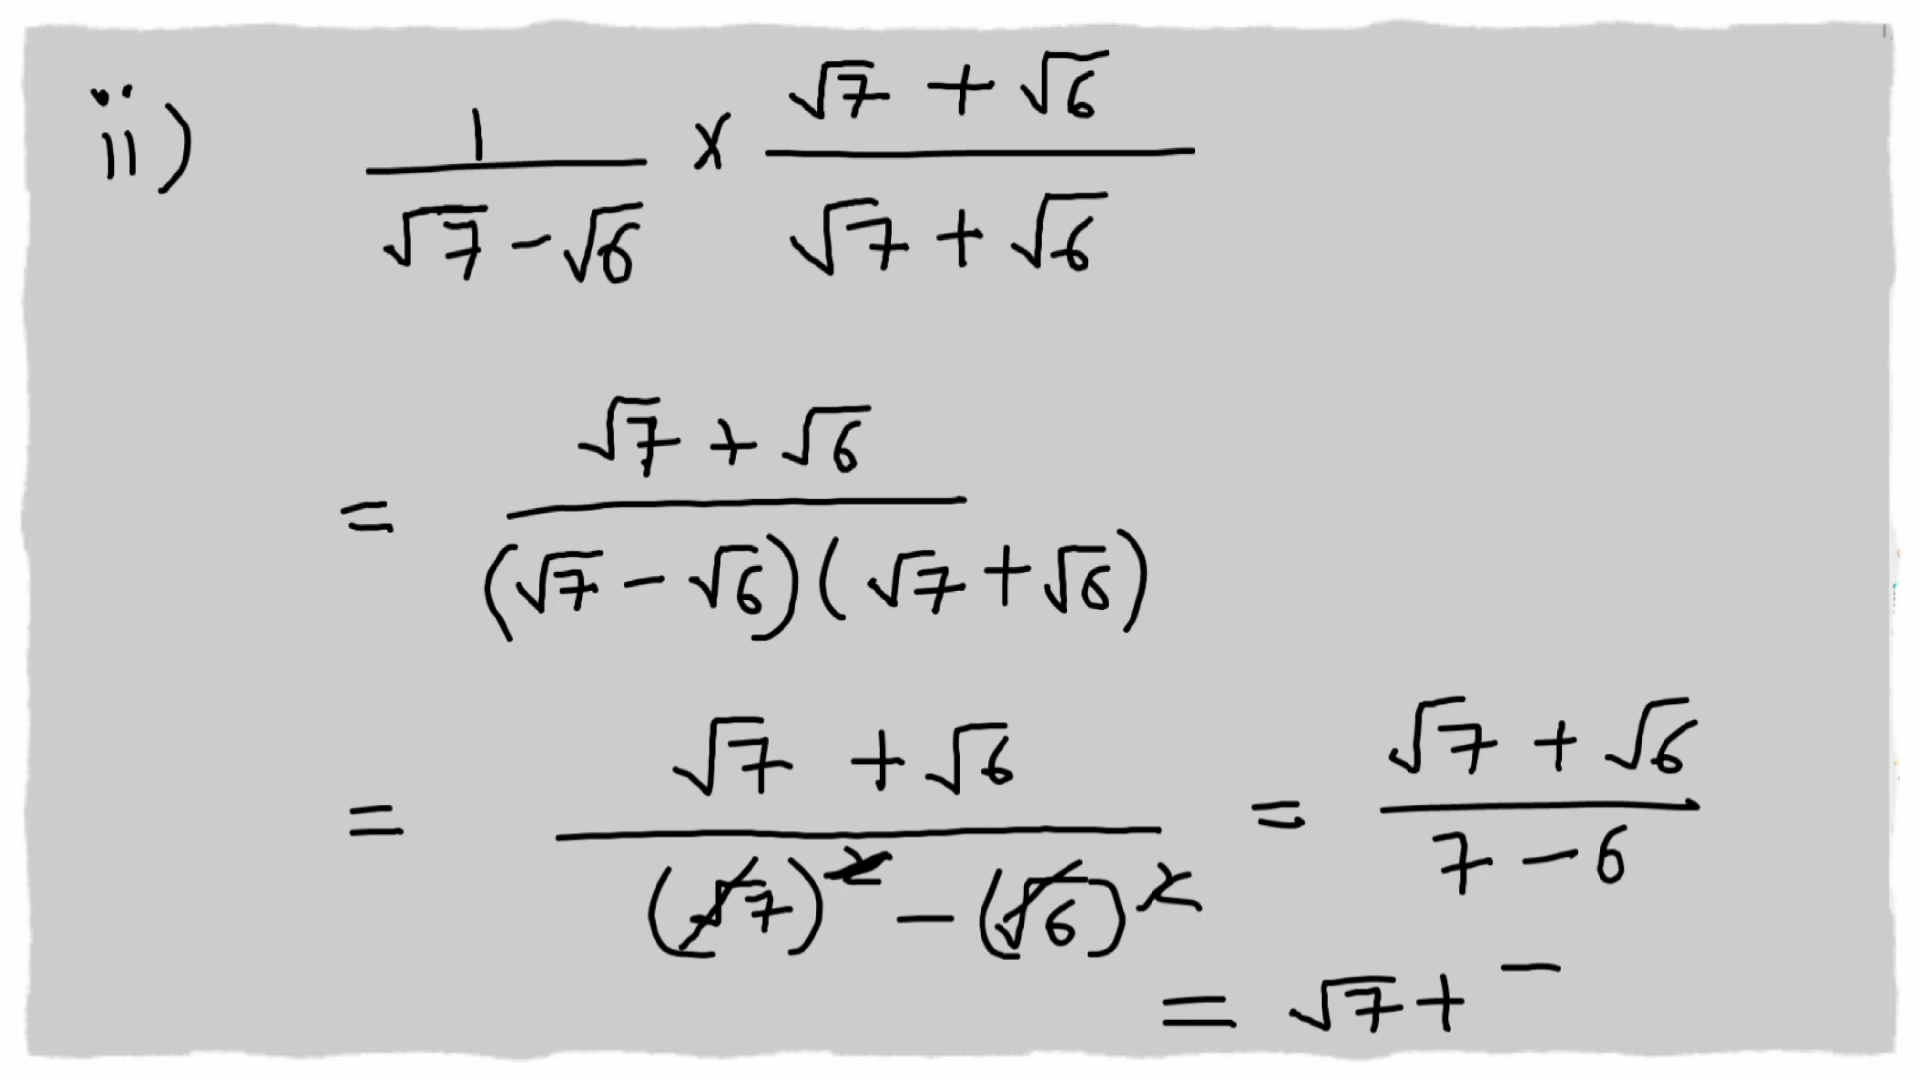 ii) 1/(√7 - √6) × (√7 + √6)/(√7 + √6)
= (√7 + √6)/((√7 - √6)(√7 + √6))
= (√7 + √6)/((√7)² - (√6)²) = (√7 + √6)/(7 - 6)
= √7 +